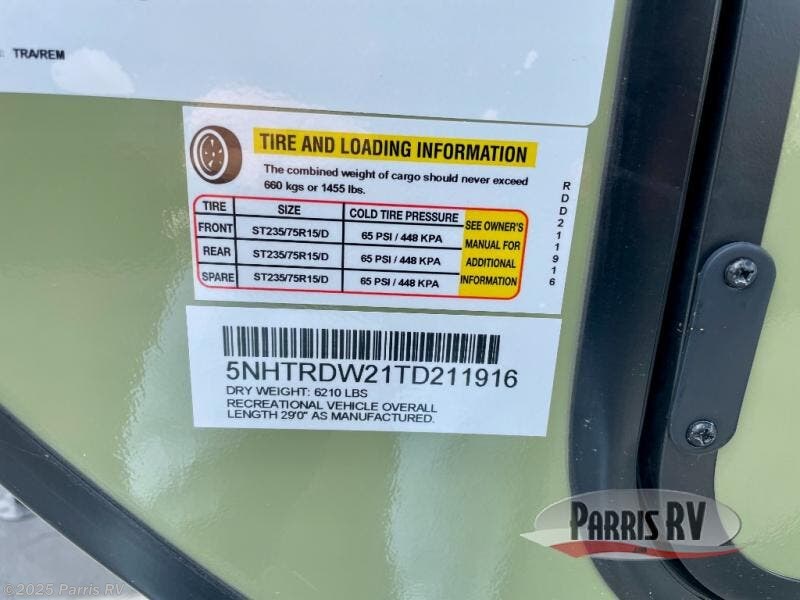 TRA/REM
TIRE AND LOADING INFORMATION
The combined weight of cargo should never exceed
660 kgs or 1455 lbs.
TIRE SIZE COLD TIRE PRESSURE SEE OWNER'S MANUAL FOR ADDITIONAL INFORMATION
FRONT ST235/75R15/D 65 PSI / 448 KPA
REAR ST235/75R15/D 65 PSI / 448 KPA
SPARE ST235/75R15/D 65 PSI / 448 KPA
RDD211916
5NHTRDW21TD211916
DRY WEIGHT: 6210 LBS
RECREATIONAL VEHICLE OVERALL
LENGTH 29'0" AS MANUFACTURED.
PARRIS RV
©2025 Parris RV